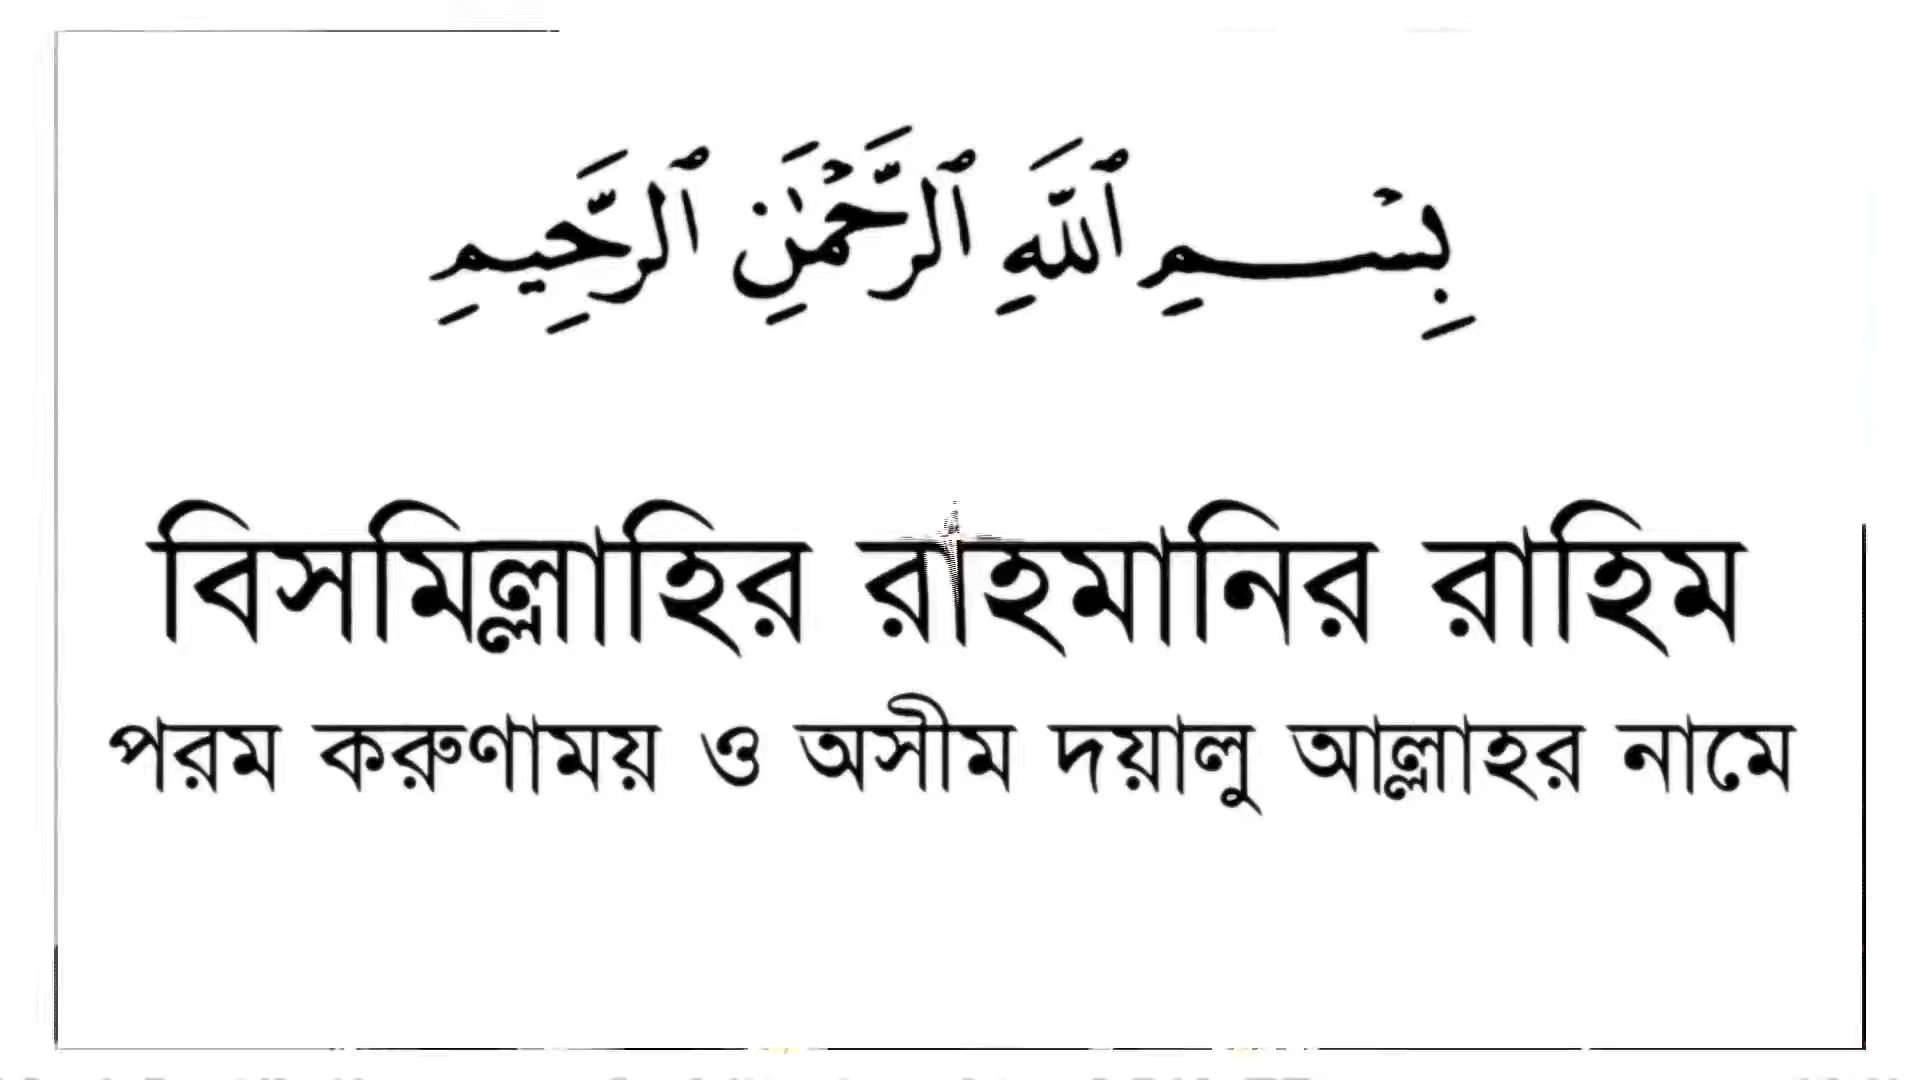 بِسْمِ ٱللَّهِ ٱلرَّحْمَٰنِ ٱلرَّحِيمِ
বিসমিল্লাহির রাহমানির রাহিম
পরম করুণাময় ও অসীম দয়ালু আল্লাহর নামে